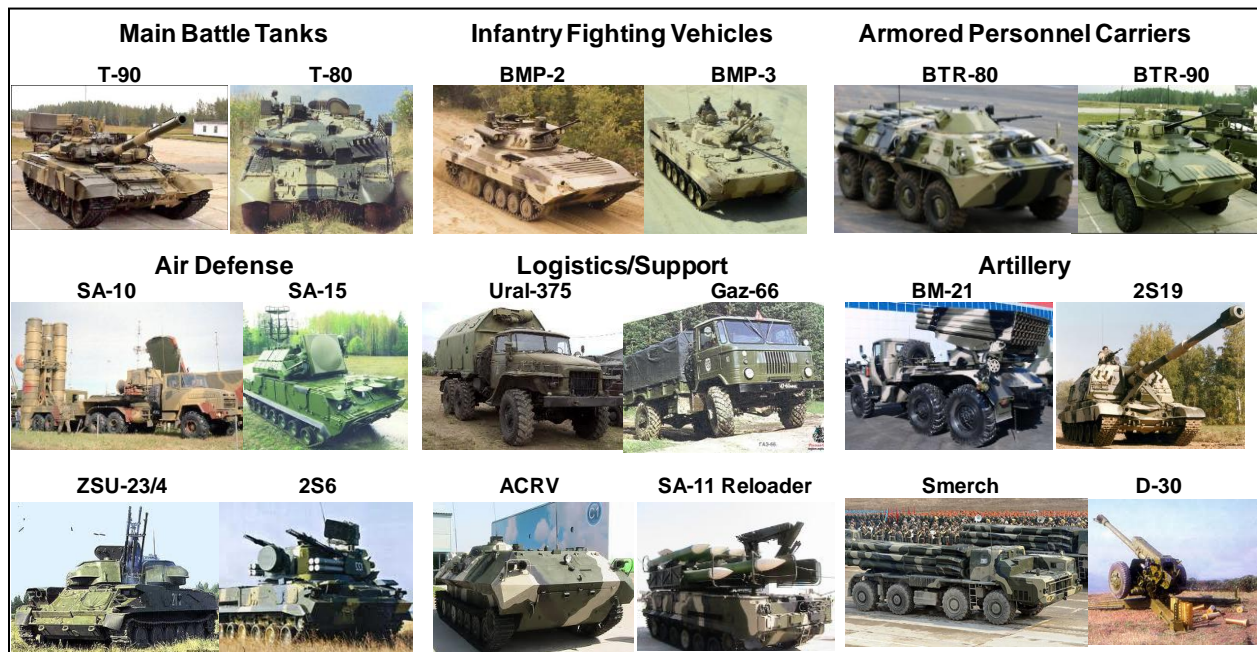 Main Battle Tanks
T-90 T-80
Infantry Fighting Vehicles
BMP-2 BMP-3
Armored Personnel Carriers
BTR-80 BTR-90
Air Defense
SA-10 SA-15
Logistics/Support
Ural-375 Gaz-66
Artillery
BM-21 2S19
ГАЗ-66
ZSU-23/4 2S6
ACRV SA-11 Reloader
Smerch D-30